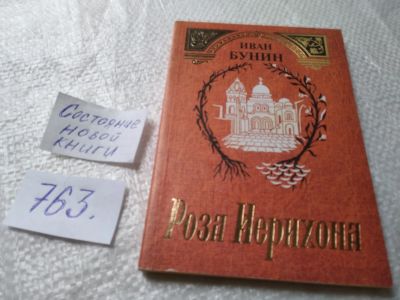 ИВАН
БУНИН
Роза Иерихона
Состояние
новой
книги
763.